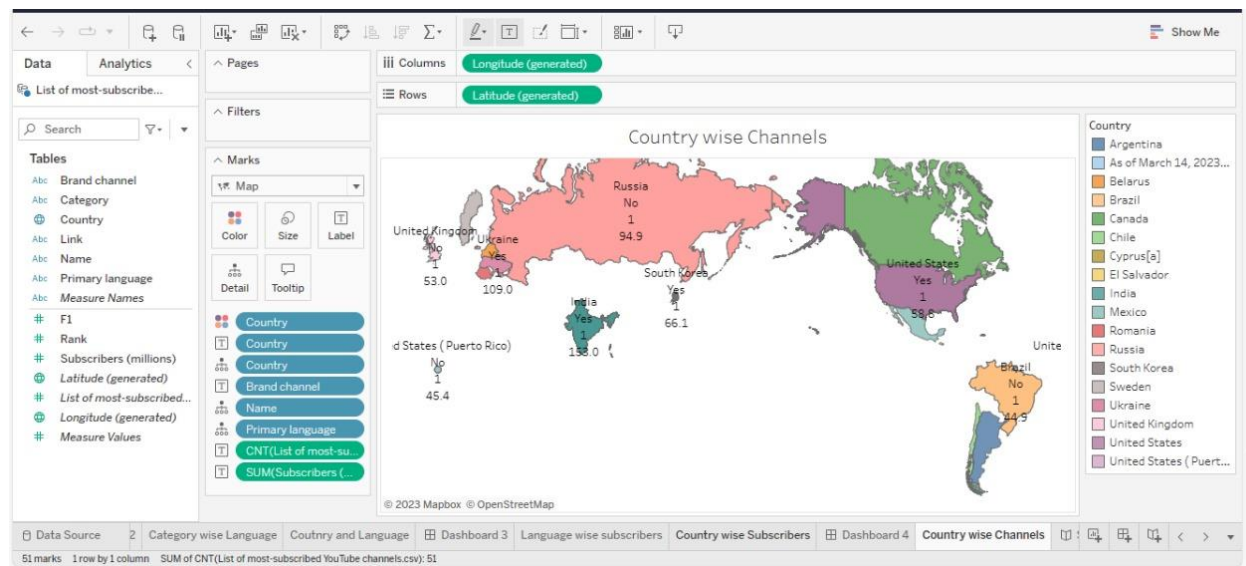 Show Me
Data Analytics
List of most-subscribe...
Search
Tables
Abc Brand channel
Abc Category
Country
Abc Link
Abc Name
Abc Primary language
Abc Measure Names
# F1
# Rank
# Subscribers (millions)
Latitude (generated)
# List of most-subscribed...
Longitude (generated)
# Measure Values
Pages
Filters
Marks
Map
Color Size Label
Detail Tooltip
Country
Country
Country
Brand channel
Name
Primary language
CNT(List of most-su...
SUM(Subscribers (...
Columns Longitude (generated)
Rows Latitude (generated)
Country wise Channels
Russia
No
1
94.9
United Kingdom
No
1
53.0
Ukraine
Yes
1
109.0
South Korea
Yes
1
66.1
India
Yes
1
153.0
d States ( Puerto Rico)
No
1
45.4
United States
Yes
1
58.8
Unite
Brazil
No
1
44.9
© 2023 Mapbox © OpenStreetMap
Country
Argentina
As of March 14, 2023...
Belarus
Brazil
Canada
Chile
Cyprus[a]
El Salvador
India
Mexico
Romania
Russia
South Korea
Sweden
Ukraine
United Kingdom
United States
United States ( Puert...
Data Source 2 Category wise Language Coutnry and Language Dashboard 3 Language wise subscribers Country wise Subscribers Dashboard 4 Country wise Channels
51 marks 1 row by 1 column SUM of CNT(List of most-subscribed YouTube channels.csv): 51